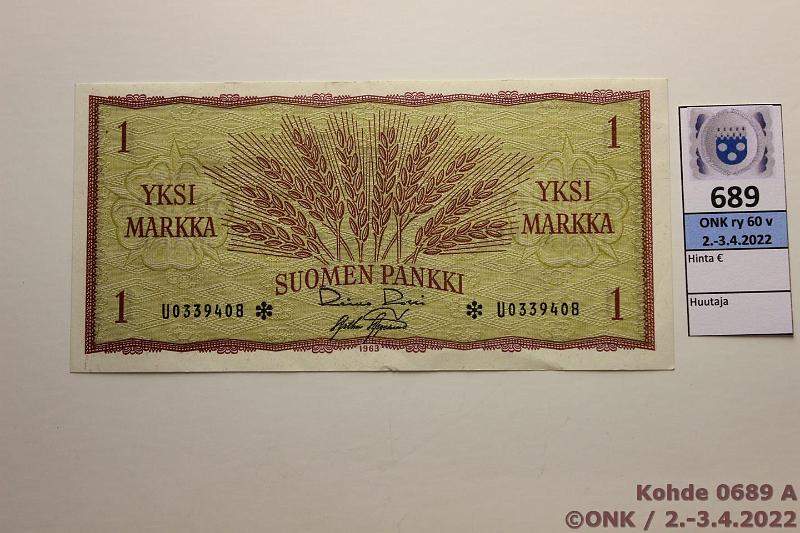 1 1
YKSI MARKKA
YKSI MARKKA
SUOMEN PANKKI
1 U0339408 * * U0339408 1
1963
689
ONK ry 60 v
2.-3.4.2022
Hinta €
Huutaja
Kohde 0689 A
©ONK / 2.-3.4.2022